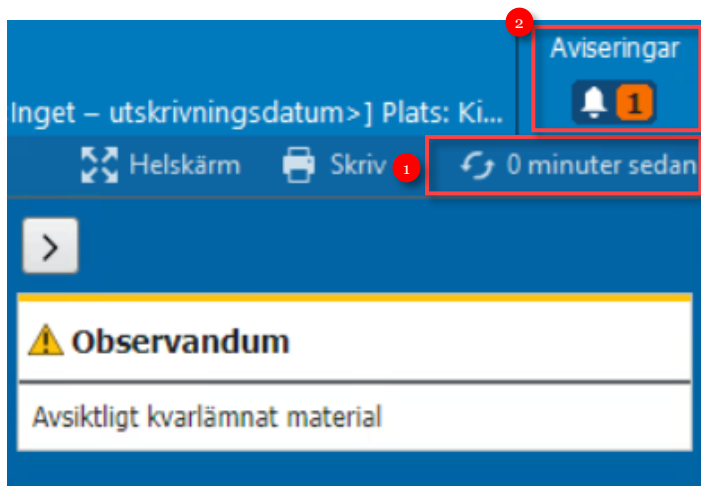 2
Aviseringar
1
Inget – utskrivningsdatum>] Plats: Ki...
Helskärm Skriv 1 0 minuter sedan
>
Observandum
Avsiktligt kvarlämnat material